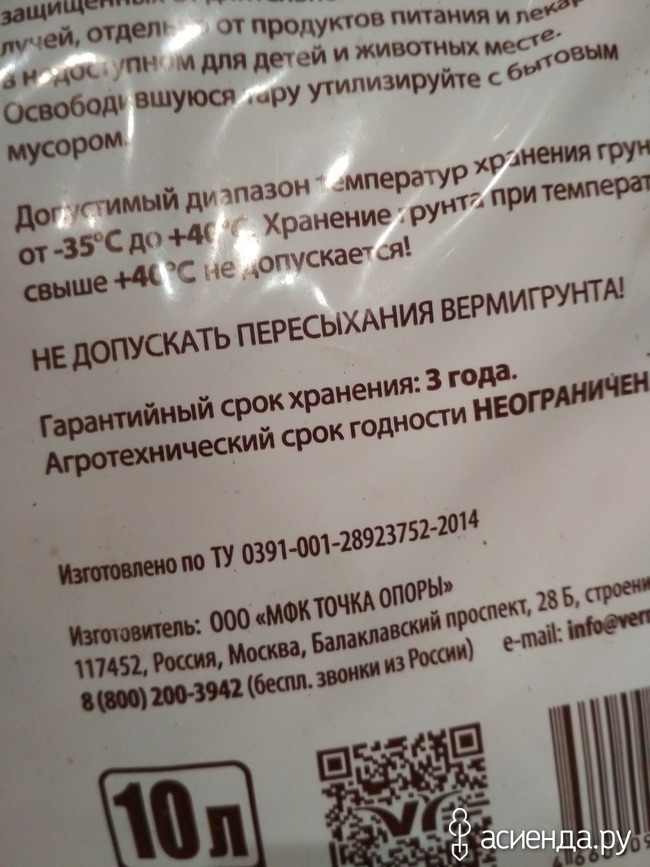 защищенных от
лучей, отдельно от продуктов питания и
в недоступном для детей и животных месте.
Освободившуюся тару утилизируйте с бытовым
мусором.
Допустимый диапазон температур хранения грун
от -35°С до +40°С. Хранение грунта при температ
свыше +40°С не допускается!
НЕ ДОПУСКАТЬ ПЕРЕСЫХАНИЯ ВЕРМИГРУНТА!
Гарантийный срок хранения: 3 года.
Агротехнический срок годности НЕОГРАНИЧЕН
Изготовлено по ТУ 0391-001-28923752-2014
Изготовитель: ООО «МФК ТОЧКА ОПОРЫ»
117452, Россия, Москва, Балаклавский проспект, 28 Б, строени
8 (800) 200-3942 (беспл. звонки из России) e-mail: info@ver
10 л
асиенда.ру